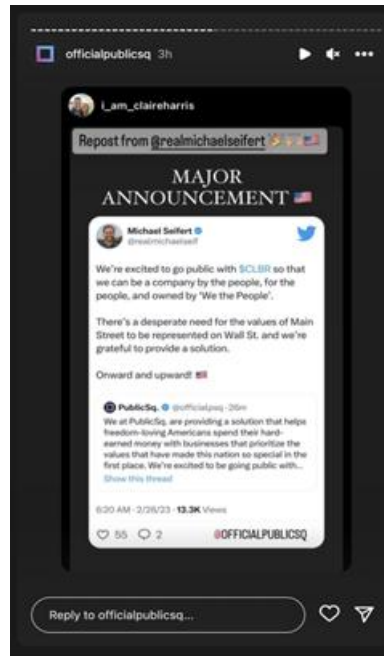 officialpublicsq 3h
i_am_claireharris
Repost from @realmichaelseifert
MAJOR
ANNOUNCEMENT
Michael Seifert
@realmichaelseif
We're excited to go public with $CLBR so that
we can be a company by the people, for the
people, and owned by 'We the People'.
There's a desperate need for the values of Main
Street to be represented on Wall St. and we're
grateful to provide a solution.
Onward and upward!
PublicSq. @officialpsq · 26m
We at PublicSq. are providing a solution that helps
freedom-loving Americans spend their hard-
earned money with businesses that prioritize the
values that have made this nation so special in the
first place. We're excited to be going public with...
Show this thread
6:20 AM · 2/28/23 · 13.3K Views
55 2 @OFFICIALPUBLICSQ
Reply to officialpublicsq...